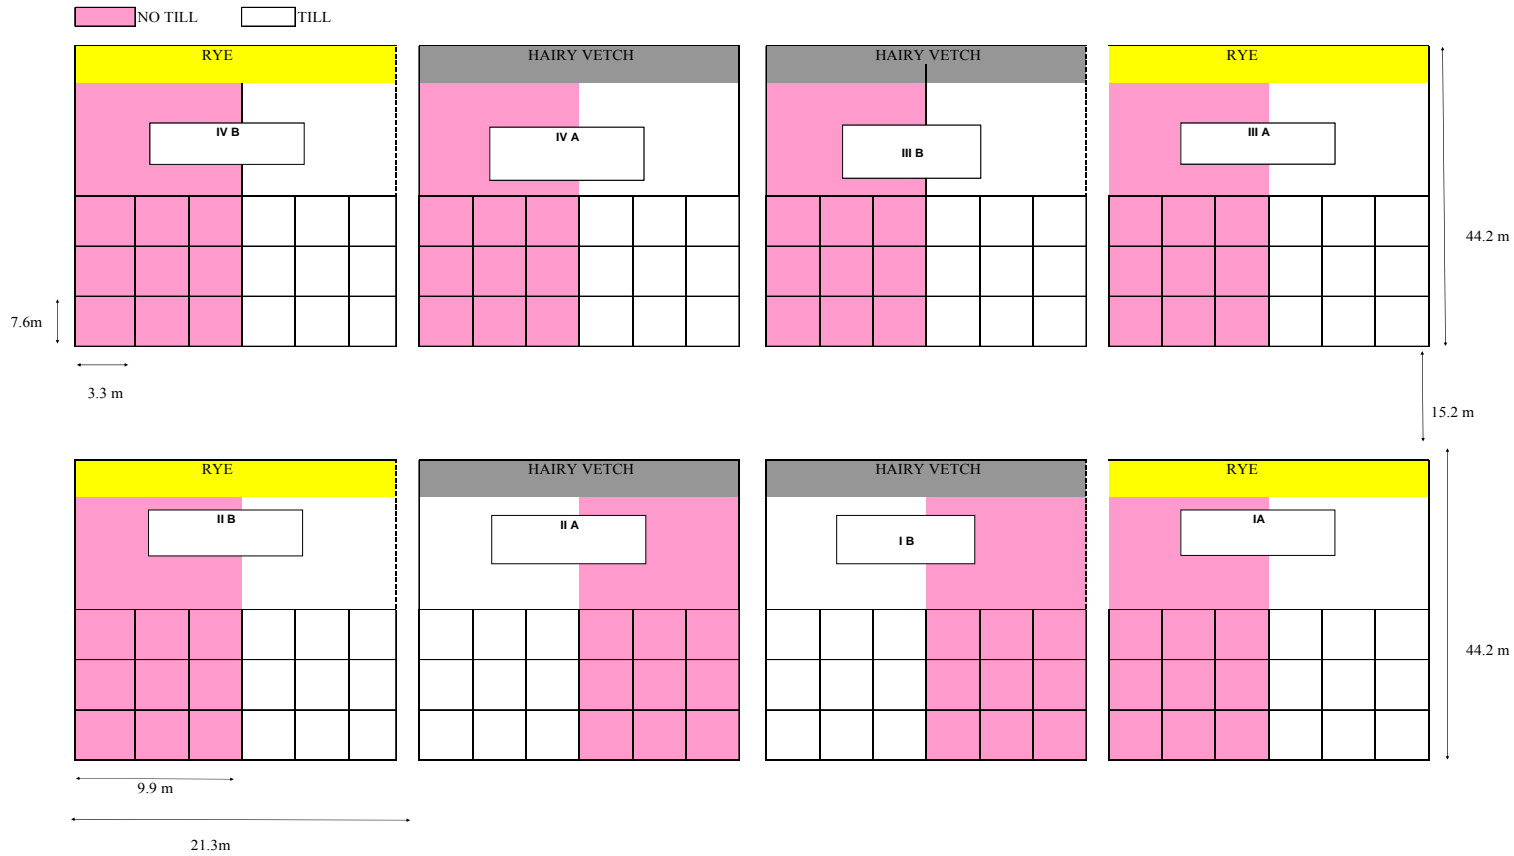 NO TILL
TILL
RYE
HAIRY VETCH
HAIRY VETCH
RYE
IV B
IV A
III B
III A
44.2 m
7.6m
3.3 m
15.2 m
RYE
HAIRY VETCH
HAIRY VETCH
RYE
II B
II A
I B
IA
44.2 m
9.9 m
21.3m